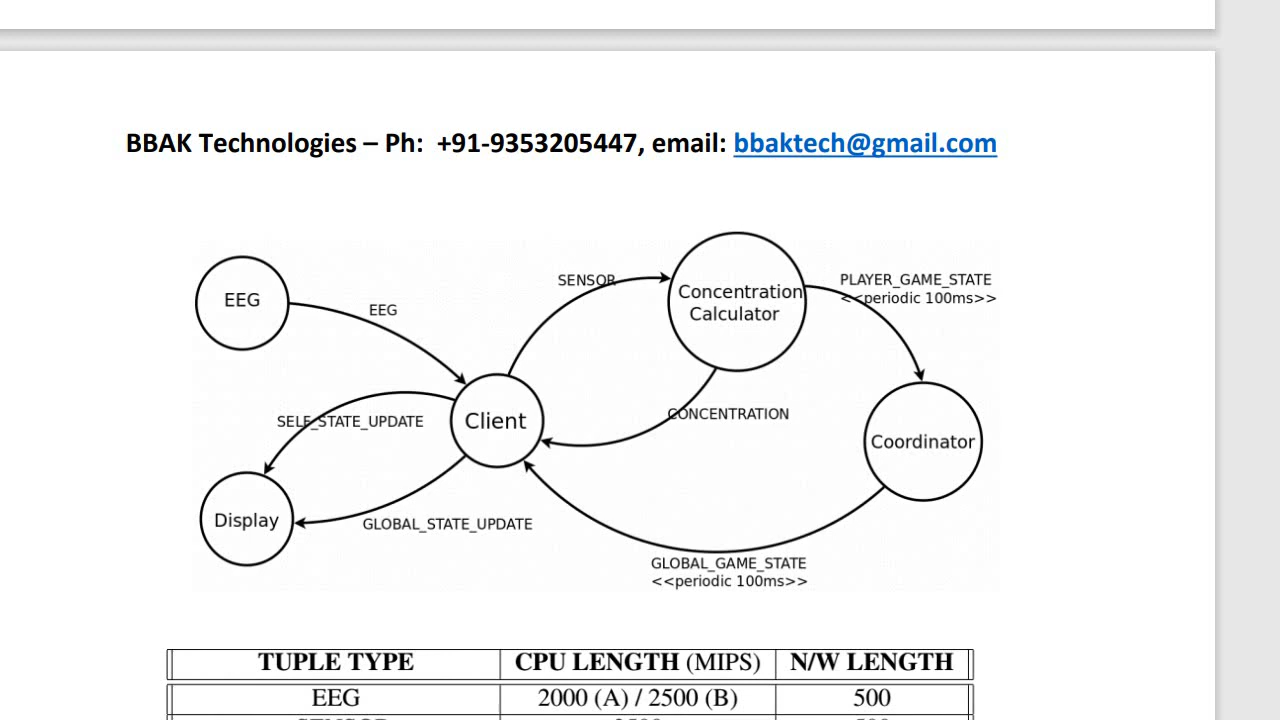 BBAK Technologies – Ph: +91-9353205447, email: bbaktech@gmail.com
EEG
EEG
SENSOR
Concentration
Calculator
PLAYER_GAME_STATE
<<periodic 100ms>>
SELF_STATE_UPDATE
Client
CONCENTRATION
Coordinator
Display
GLOBAL_STATE_UPDATE
GLOBAL_GAME_STATE
<<periodic 100ms>>
TUPLE TYPE CPU LENGTH (MIPS) N/W LENGTH
EEG 2000 (A) / 2500 (B) 500